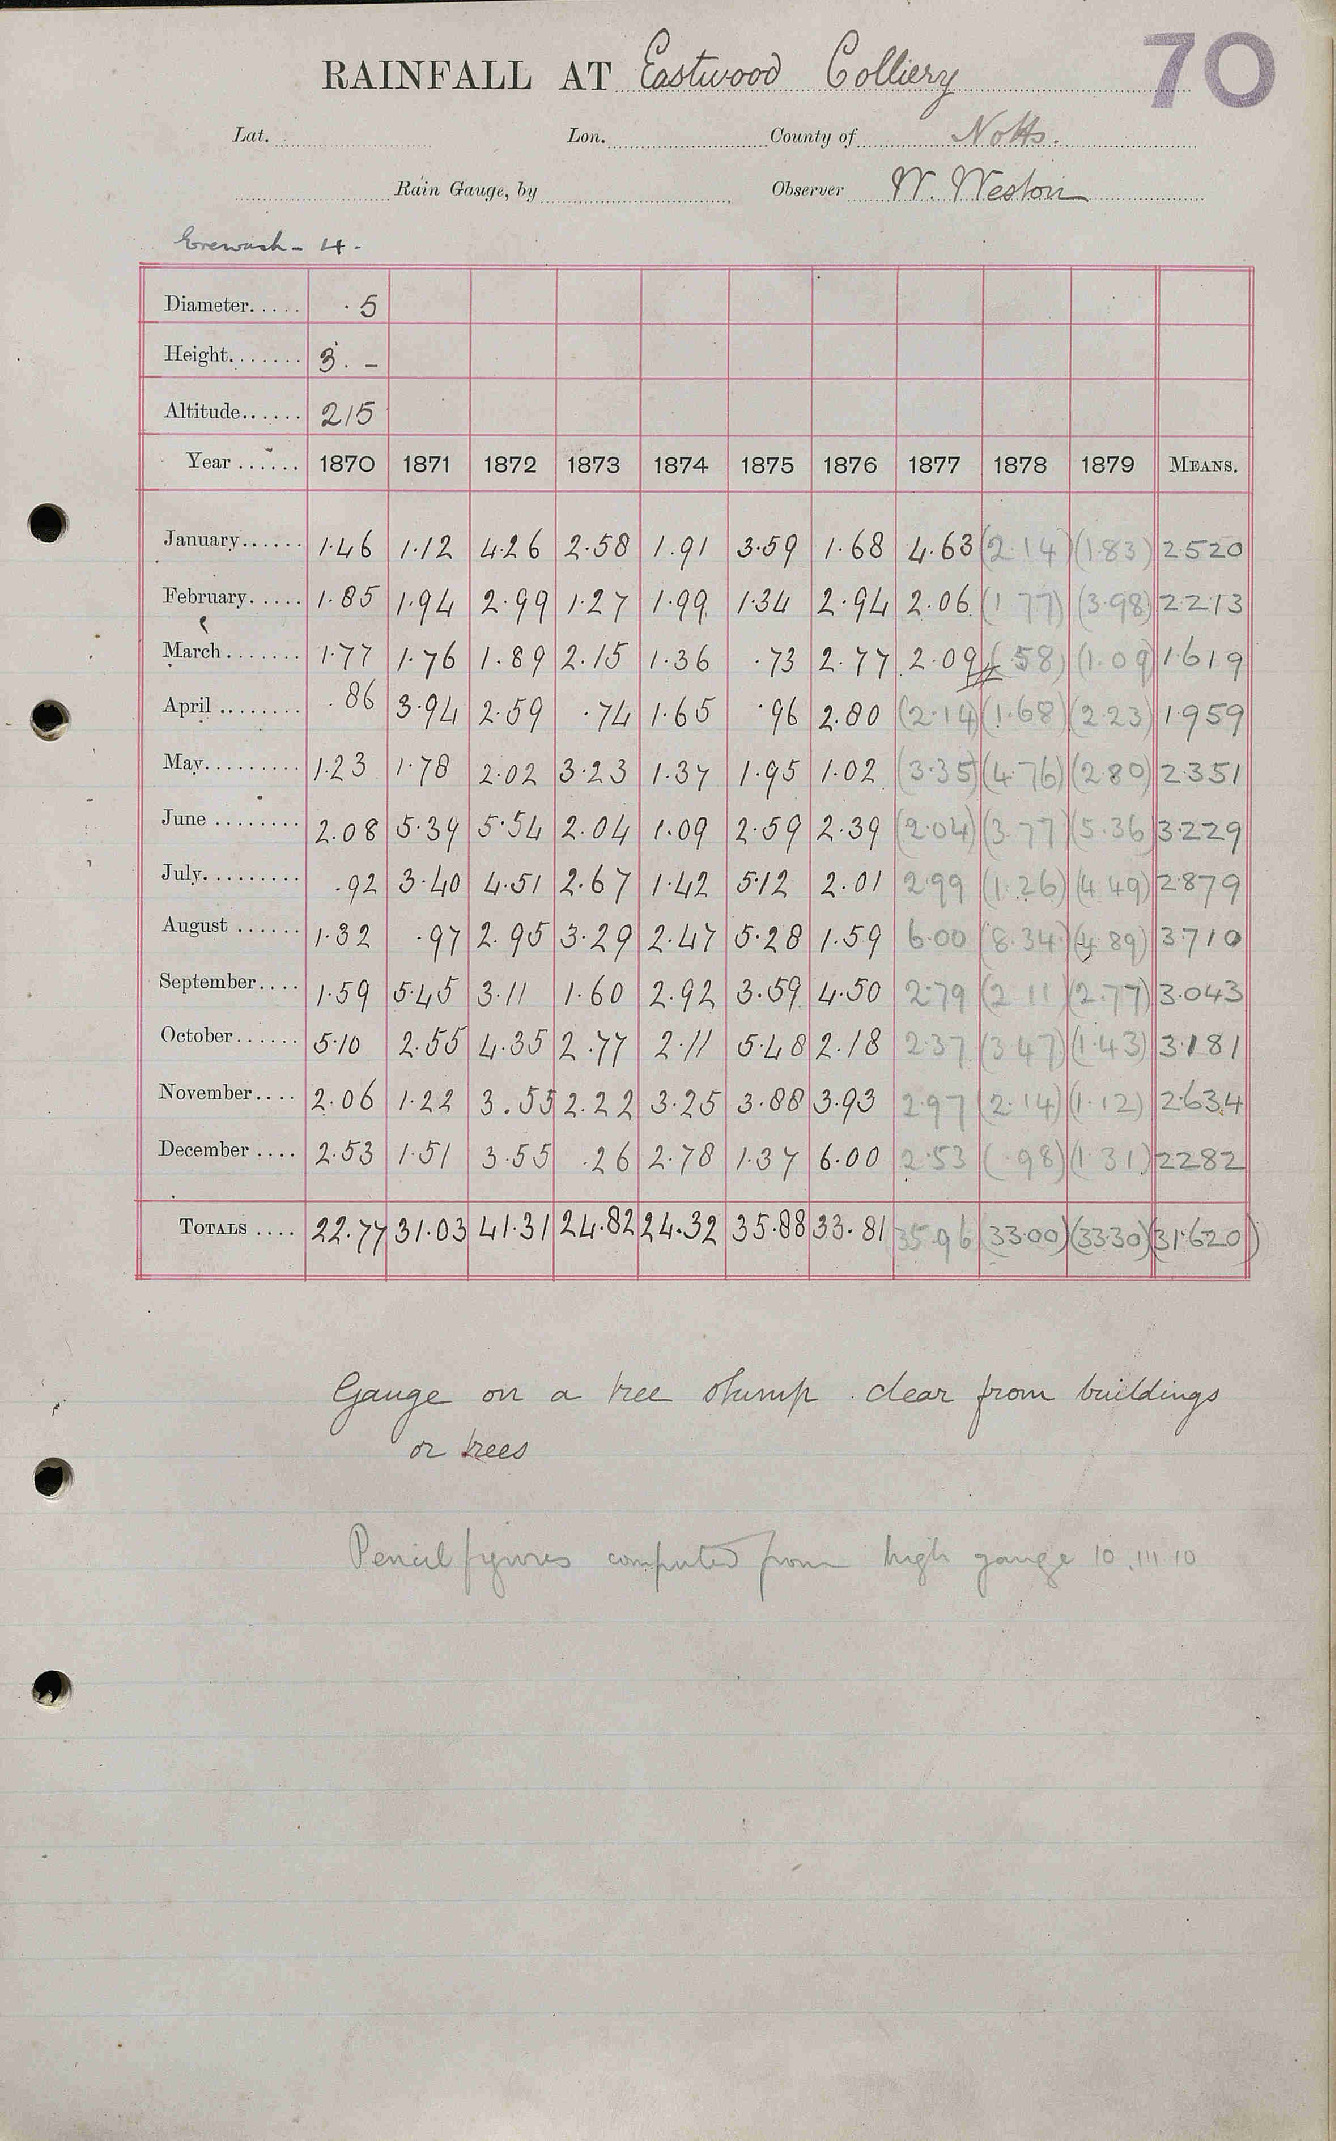 70
RAINFALL AT Eastwood Colliery
Lat. Lon. County of Notts.
Rain Gauge, by Observer W. Weston
Erewash - 4 -
Diameter..... · 5
Height....... 3. -
Altitude...... 215
Year ...... 1870 1871 1872 1873 1874 1875 1876 1877 1878 1879 MEANS.
January...... 1·46 1·12 4·26 2·58 1·91 3·59 1·68 4·63 (2·14) (1·83) 2·520
February..... 1·85 1·94 2·99 1·27 1·99 1·34 2·94 2·06 (1 77) (3·98) 2·213
March ....... 1·77 1·76 1·89 2·15 1·36 ·73 2·77 2·09 (·58) (1·09) 1·619
April ........ ·86 3·94 2·59 ·74 1·65 ·96 2·80 (2·14) (1·68) (2·23) 1·959
May......... 1·23 1·78 2·02 3·23 1·37 1·95 1·02 (3·35) (4·76) (2·80) 2·351
June ........ 2·08 5·39 5·54 2·04 1·09 2·59 2·39 (2·04) (3·77) (5·36) 3·229
July......... ·92 3·40 4·51 2·67 1·42 5·12 2·01 2·99 (1·26) (4·49) 2·879
August ...... 1·32 ·97 2·95 3·29 2·47 5·28 1·59 6·00 (8·34) (4·89) 3·710
September.... 1·59 5·45 3·11 1·60 2·92 3·59 4·50 2·79 (2·11) (2·77) 3·043
October...... 5·10 2·55 4·35 2·77 2·11 5·48 2·18 2·37 (3·47) (1·43) 3·181
November.... 2·06 1·22 3·55 2·22 3·25 3·88 3·93 2·97 (2·14) (1·12) 2·634
December .... 2·53 1·51 3·55 ·26 2·78 1·37 6·00 2·53 (·98) (1·31) 2282
TOTALS .... 22·77 31·03 41·31 24·82 24·32 35·88 33·81 35·96 (33·00) (33·30) (31·620)
Gauge on a tree stump clear from buildings
or trees
Pencil figures computed from high gauge 10.III 10